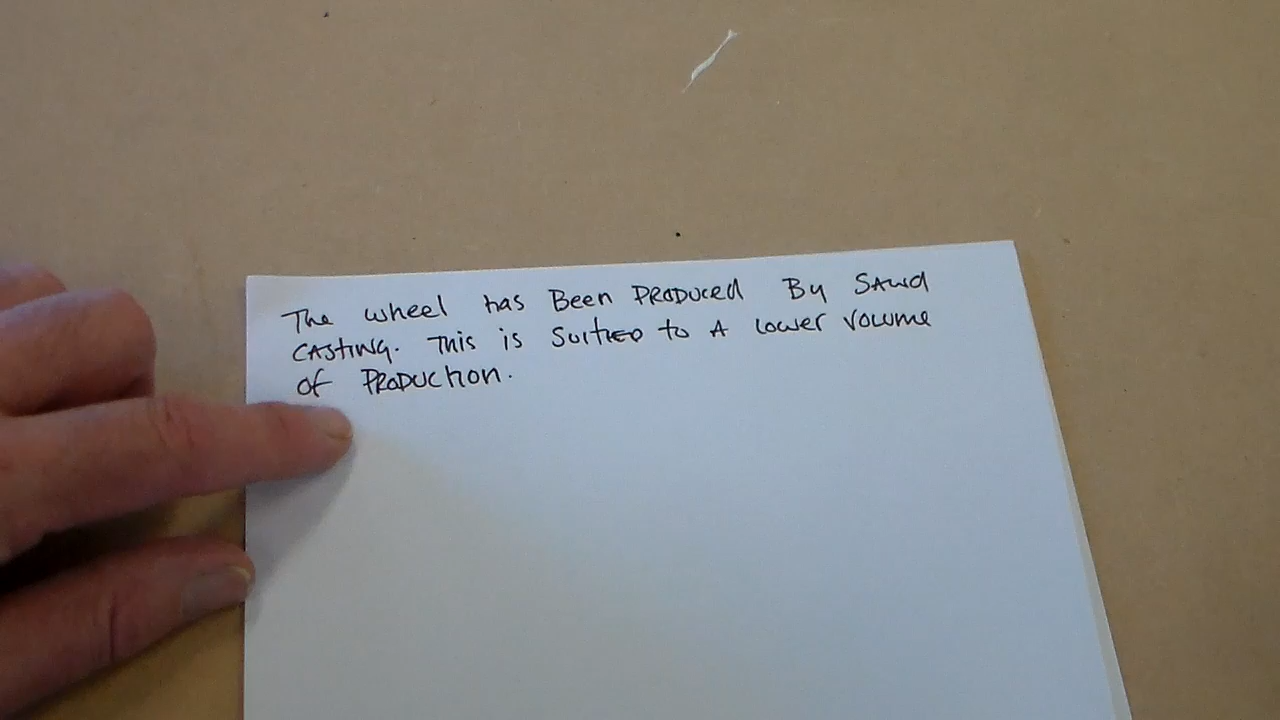 The wheel has Been PRODUCED By SAND
CASTING. This is SUITED to A lower volume
of PRODUCTION.